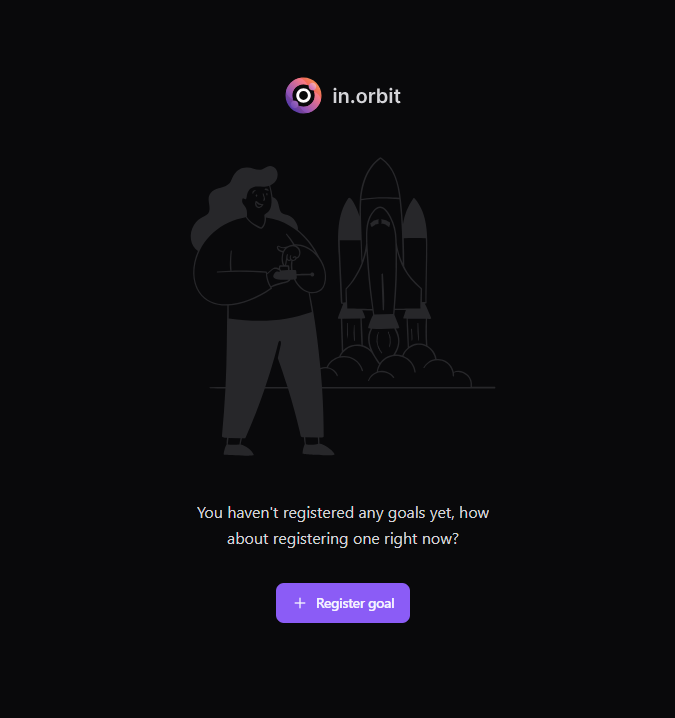 in.orbit
You haven't registered any goals yet, how
about registering one right now?
Register goal